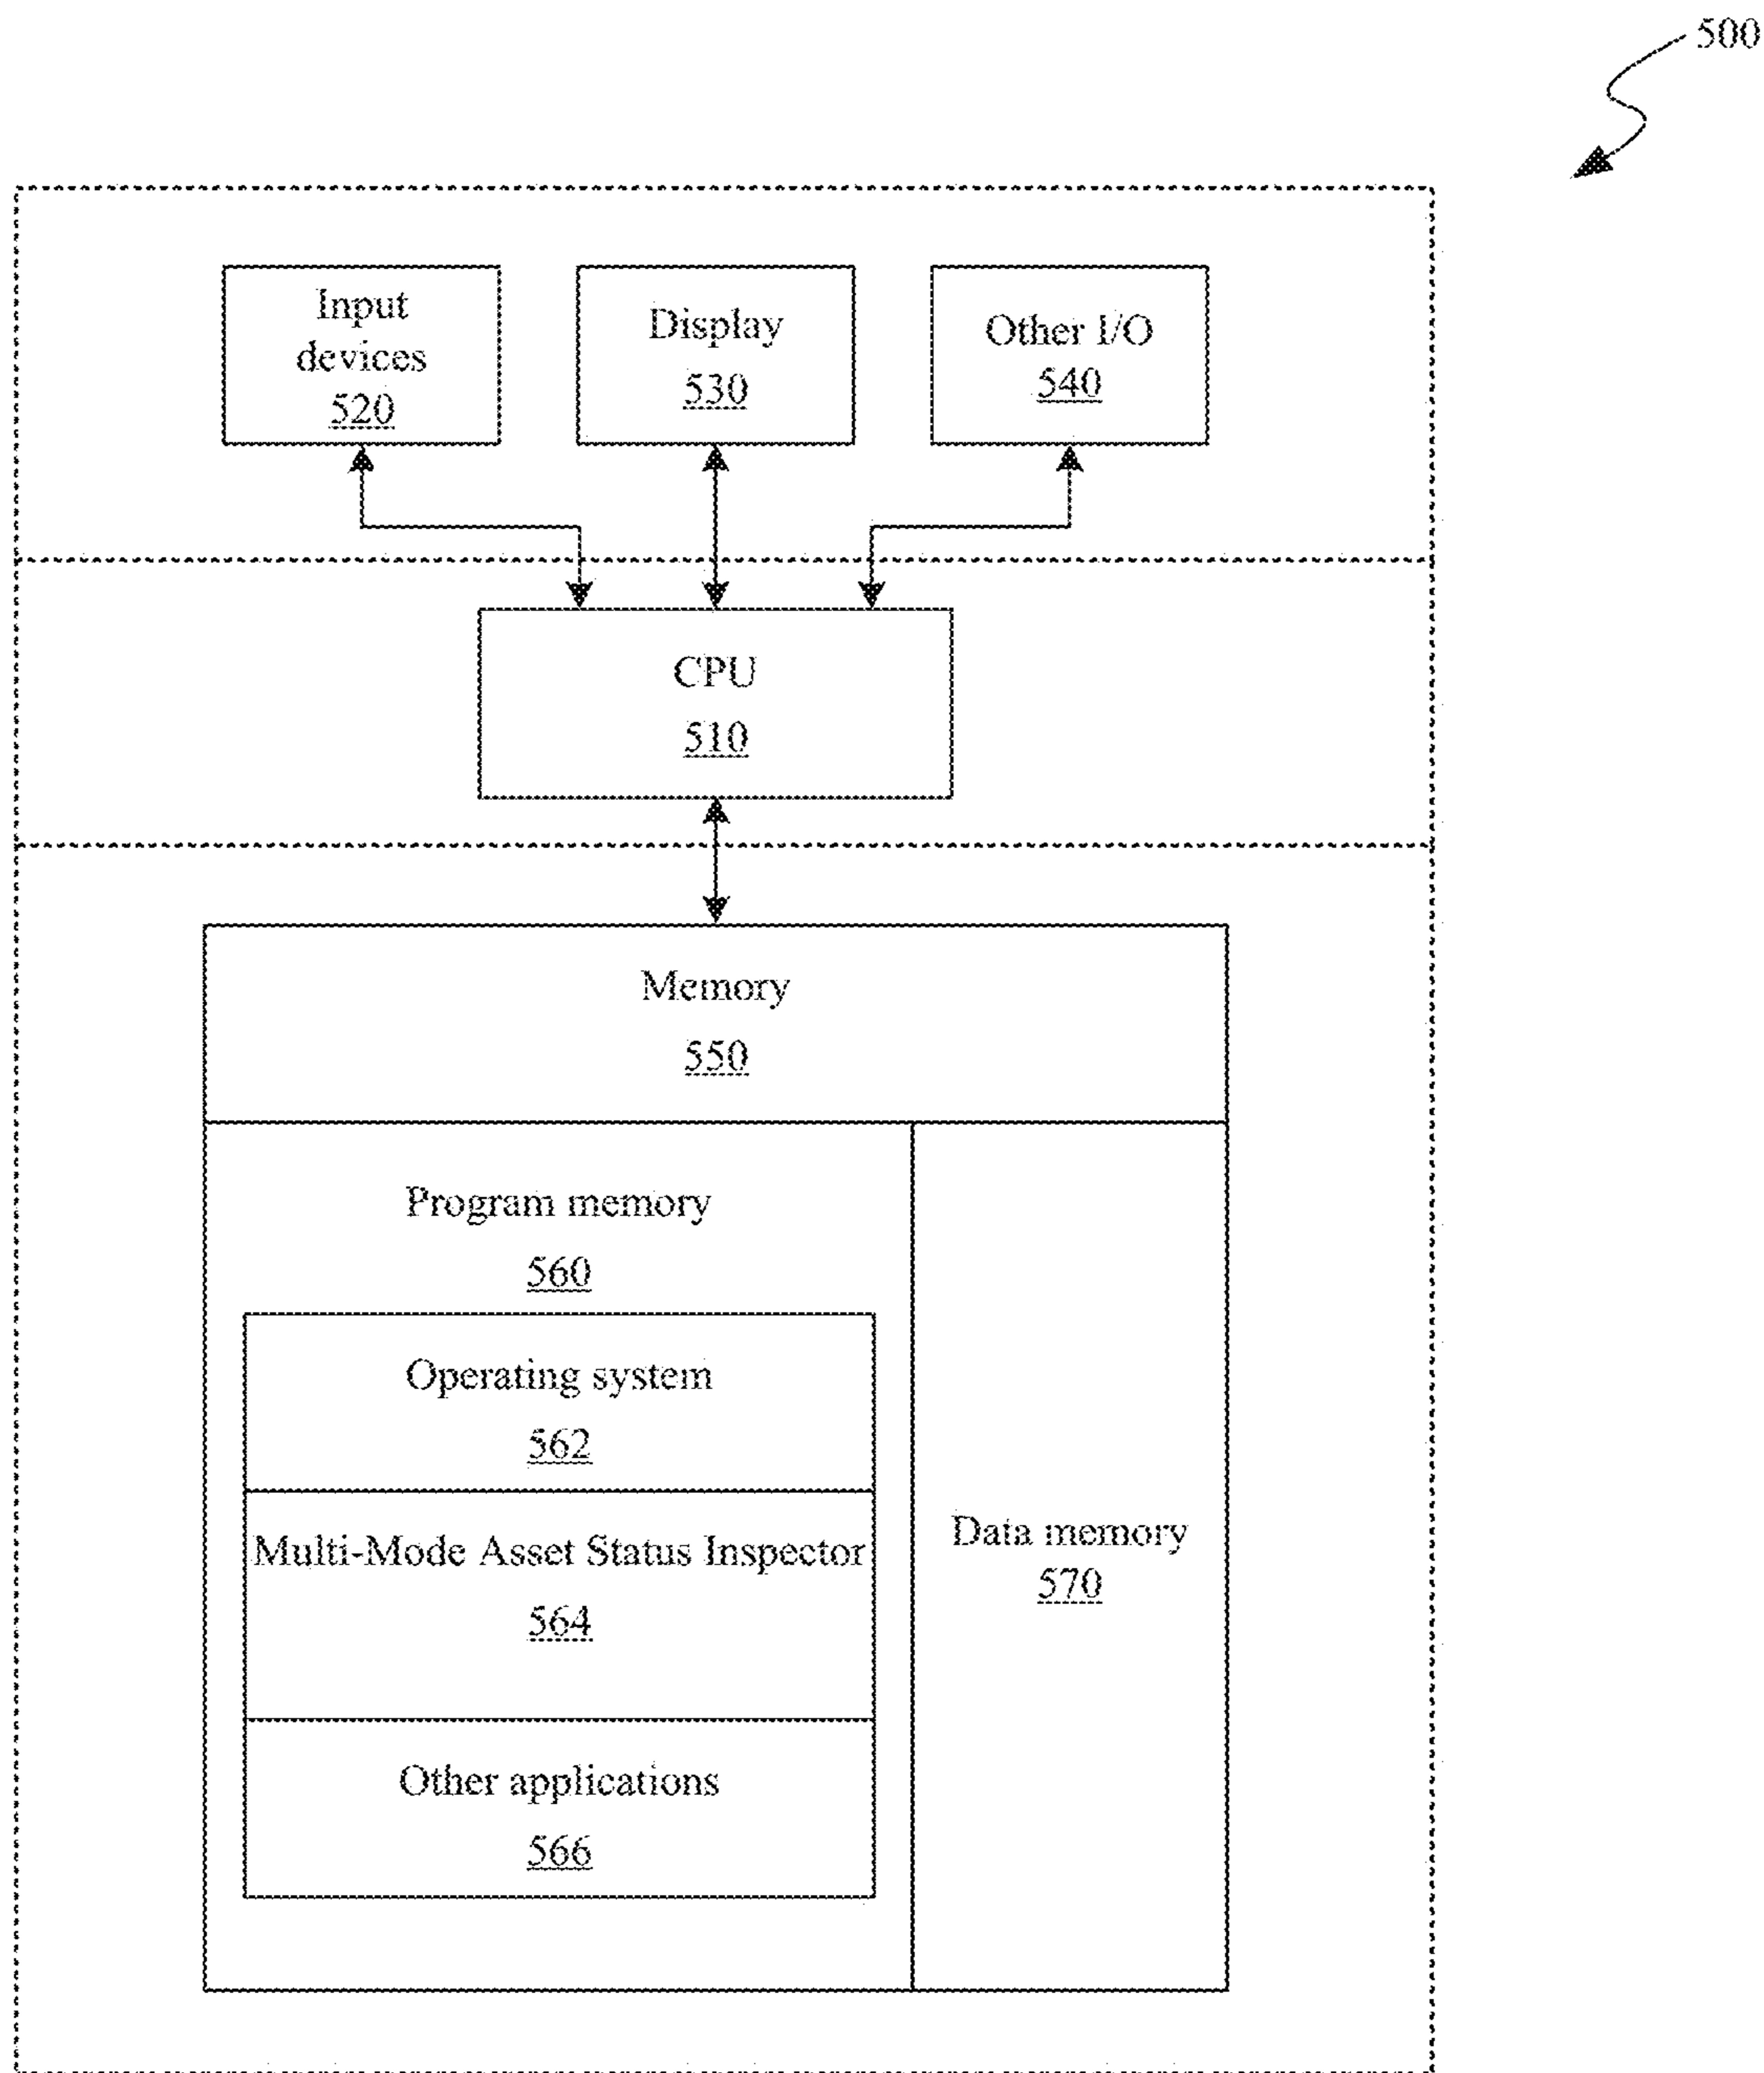 500
Input
devices
520
Display
530
Other I/O
540
CPU
510
Memory
550
Program memory
560
Operating system
562
Multi-Mode Asset Status Inspector
564
Other applications
566
Data memory
570